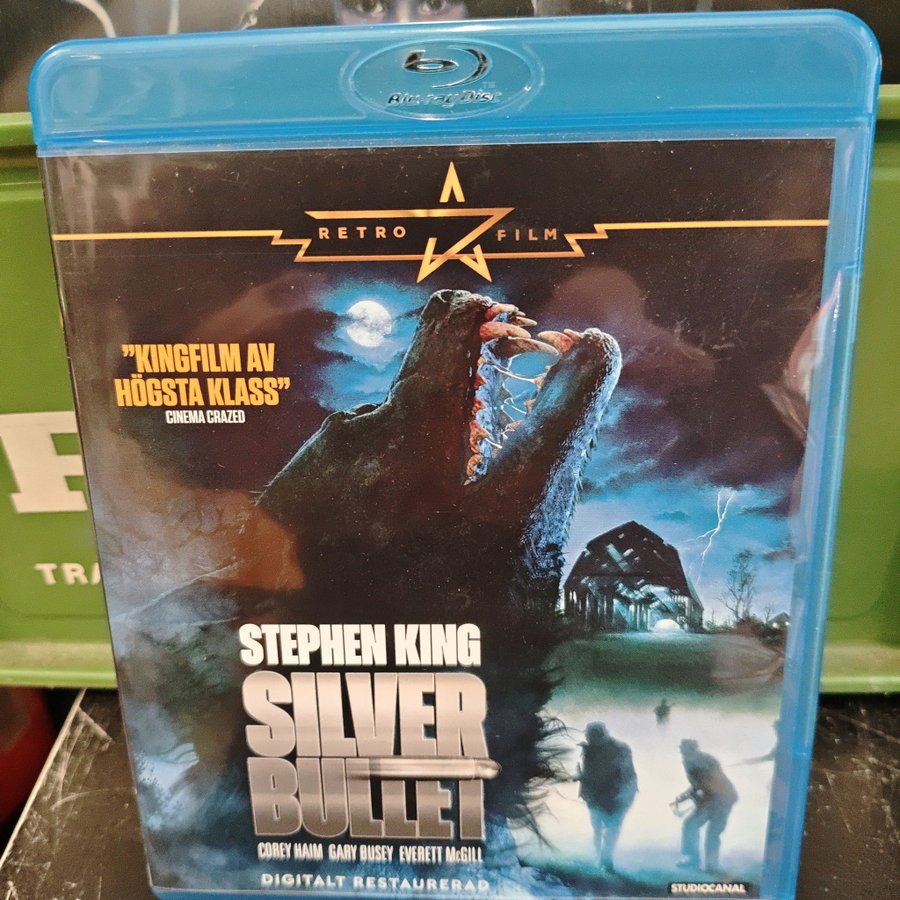 Blu-ray Disc
RETRO FILM
"KINGFILM AV
HÖGSTA KLASS"
CINEMA CRAZED
TRA
STEPHEN KING
SILVER
BULLET
COREY HAIM GARY BUSEY EVERETT McGILL
DIGITALT RESTAURERAD
STUDIOCANAL